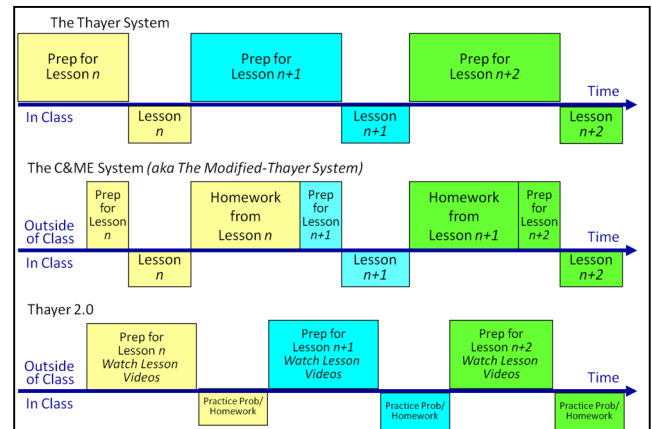 The Thayer System
Prep for
Lesson n
Prep for
Lesson n+1
Prep for
Lesson n+2
Time
In Class
Lesson
n
Lesson
n+1
Lesson
n+2
The C&ME System (aka The Modified-Thayer System)
Outside
of Class
Prep
for
Lesson
n
Homework
from
Lesson n
Prep
for
Lesson
n+1
Homework
from
Lesson n+1
Prep
for
Lesson
n+2
Time
In Class
Lesson
n
Lesson
n+1
Lesson
n+2
Thayer 2.0
Outside
of Class
Prep for
Lesson n
Watch Lesson
Videos
Prep for
Lesson n+1
Watch Lesson
Videos
Prep for
Lesson n+2
Watch Lesson
Videos
Time
In Class
Practice Prob/
Homework
Practice Prob/
Homework
Practice Prob/
Homework